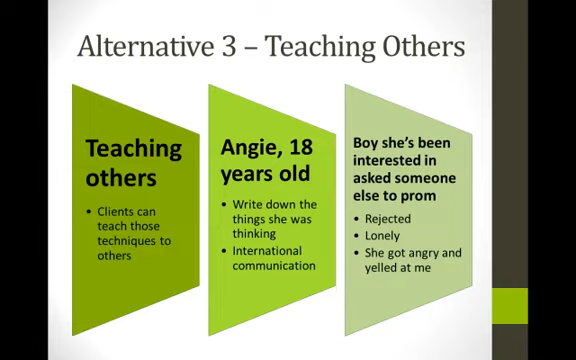 Alternative 3 – Teaching Others
Teaching
others
• Clients can
teach those
techniques to
others
Angie, 18
years old
• Write down the
things she was
thinking
• International
communication
Boy she's been
interested in
asked someone
else to prom
• Rejected
• Lonely
• She got angry and
yelled at me